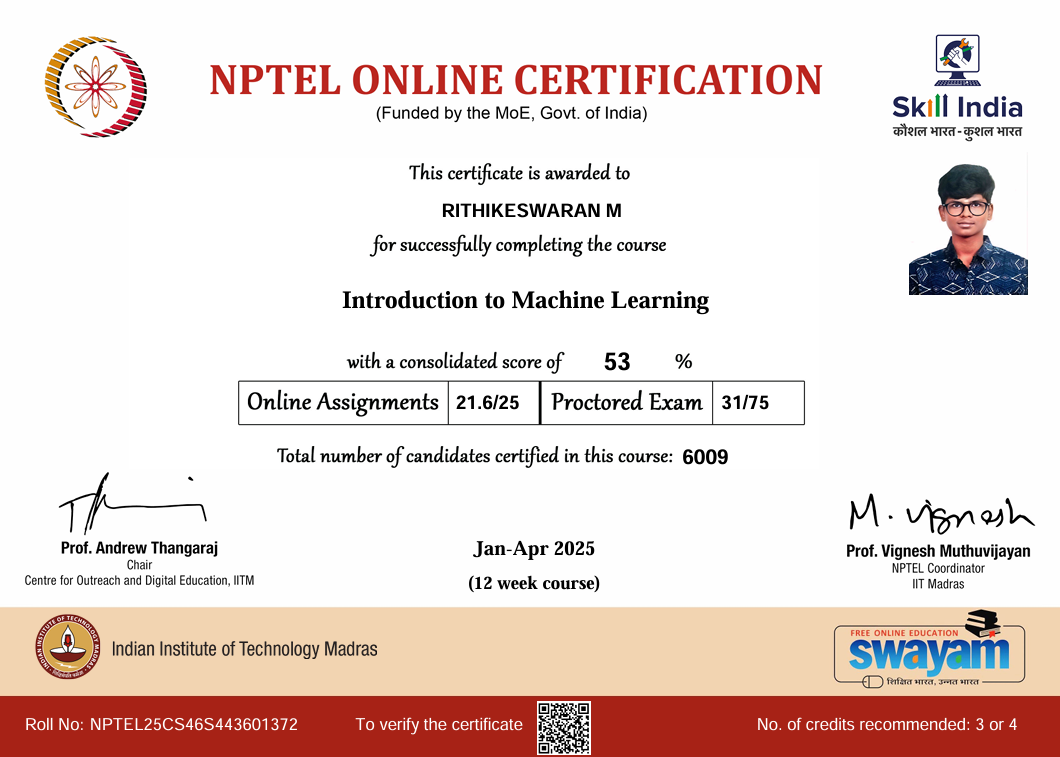 NPTEL ONLINE CERTIFICATION
(Funded by the MoE, Govt. of India)
Skill India
कौशल भारत - कुशल भारत
This certificate is awarded to
RITHIKESWARAN M
for successfully completing the course
Introduction to Machine Learning
with a consolidated score of 53 %
Online Assignments 21.6/25 Proctored Exam 31/75
Total number of candidates certified in this course: 6009
M. Vignesh
Prof. Andrew Thangaraj
Chair
Centre for Outreach and Digital Education, IITM
Jan-Apr 2025
(12 week course)
Prof. Vignesh Muthuvijayan
NPTEL Coordinator
IIT Madras
INDIAN INSTITUTE OF TECHNOLOGY MADRAS
Indian Institute of Technology Madras
FREE ONLINE EDUCATION
swayam
शिक्षित भारत, उन्नत भारत
Roll No: NPTEL25CS46S443601372
To verify the certificate
No. of credits recommended: 3 or 4